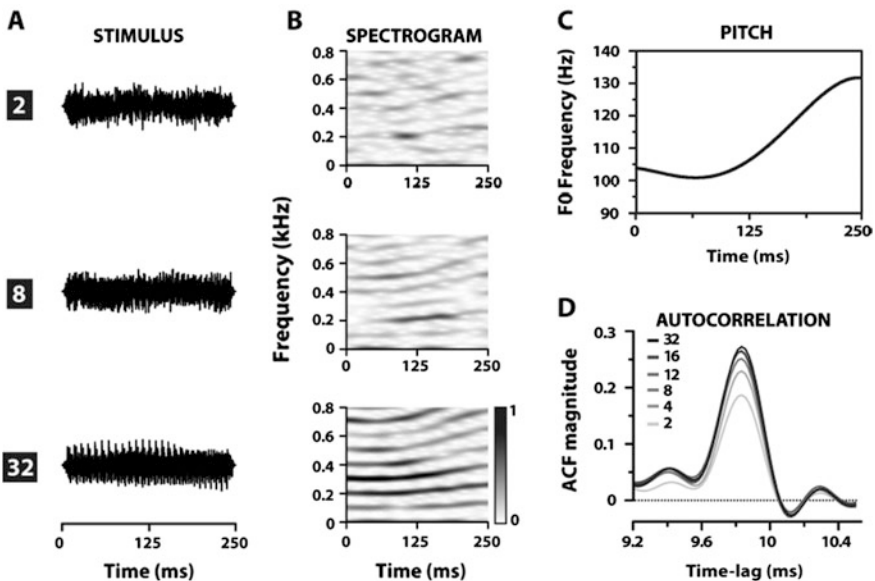 A
STIMULUS
2
8
32
0 125 250
Time (ms)
B
SPECTROGRAM
Frequency (kHz)
0.8
0.6
0.4
0.2
0
0 125 250
0.8
0.6
0.4
0.2
0
0 125 250
0.8
0.6
0.4
0.2
0
0 125 250
1
0
Time (ms)
C
PITCH
F0 Frequency (Hz)
140
130
120
110
100
90
0 125 250
Time (ms)
D
AUTOCORRELATION
ACF magnitude
0.3
0.2
0.1
0
32
16
12
8
4
2
9.2 9.6 10 10.4
Time-lag (ms)